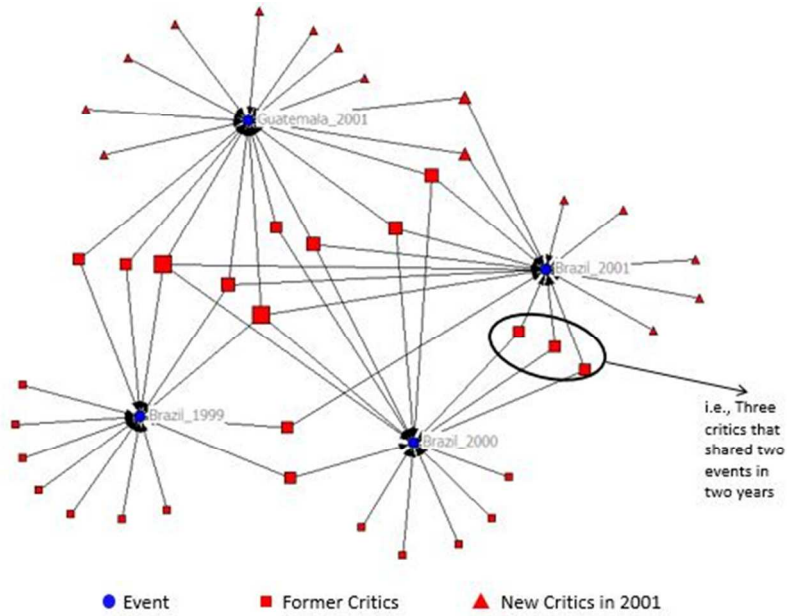 Guatemala_2001
Brazil_2001
Brazil_1999
Brazil_2000
i.e., Three
critics that
shared two
events in
two years
Event
Former Critics
New Critics in 2001